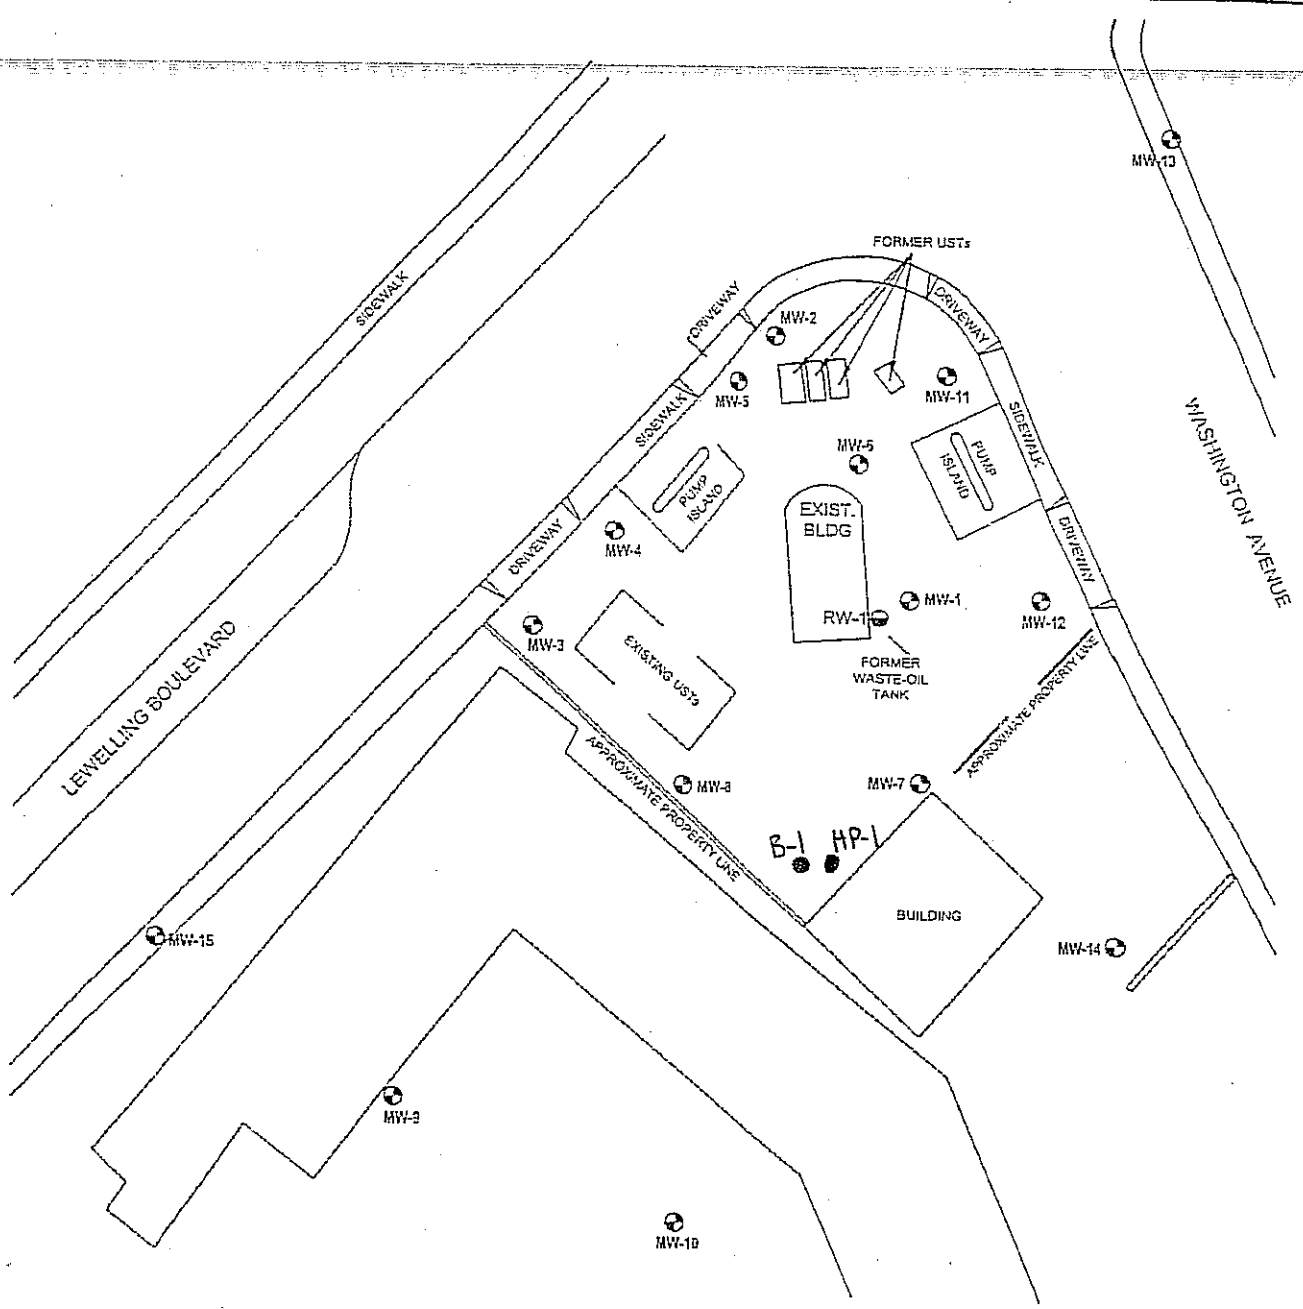 MW-13
FORMER USTs
SIDEWALK
DRIVEWAY
DRIVEWAY
MW-2
MW-5
MW-11
SIDEWALK
SIDEWALK
WASHINGTON AVENUE
MW-6
PUMP
ISLAND
PUMP
ISLAND
EXIST.
BLDG
DRIVEWAY
MW-4
DRIVEWAY
MW-1
RW-1
MW-12
MW-3
EXISTING USTs
FORMER
WASTE-OIL
TANK
LEWELLING BOULEVARD
APPROXIMATE PROPERTY LINE
APPROXIMATE PROPERTY LINE
MW-8
MW-7
B-1
HP-1
BUILDING
MW-15
MW-14
MW-9
MW-10